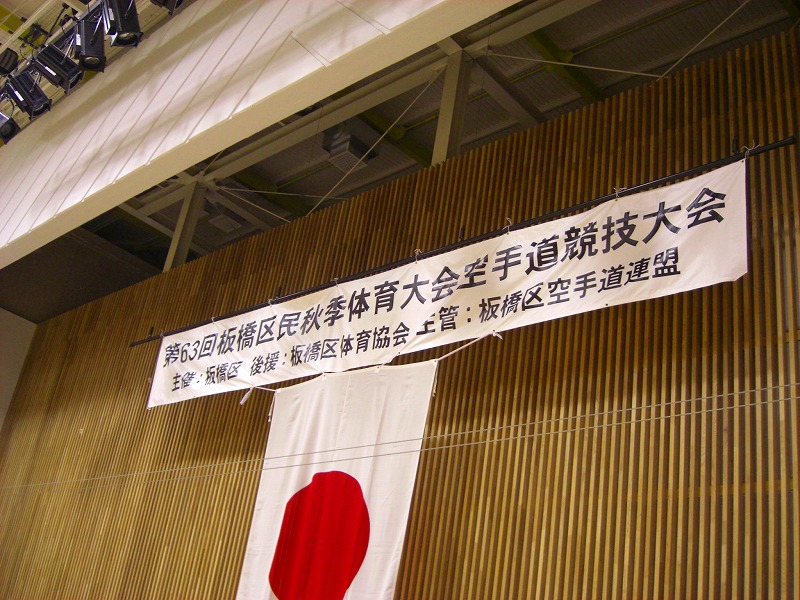 第63回板橋区民秋季体育大会空手道競技大会
主催：板橋区 後援：板橋区体育協会 主管：板橋区空手道連盟